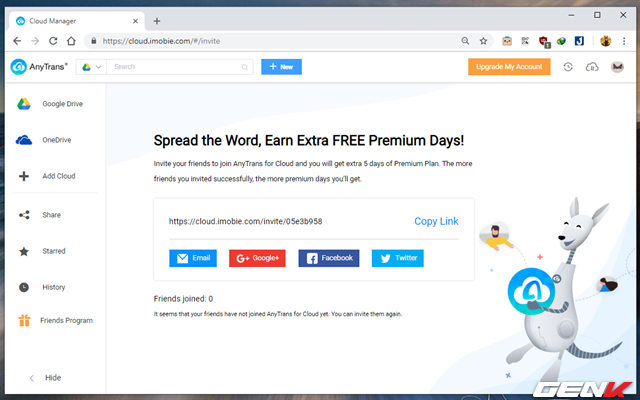 Cloud Manager
https://cloud.imobie.com/#/invite
AnyTrans®
Search
+ New
Upgrade My Account
Google Drive
OneDrive
Add Cloud
Share
Starred
History
Friends Program
Hide
Spread the Word, Earn Extra FREE Premium Days!
Invite your friends to join AnyTrans for Cloud and you will get extra 5 days of Premium Plan. The more
friends you invited successfully, the more premium days you'll get.
https://cloud.imobie.com/invite/05e3b958
Copy Link
Email
Google+
Facebook
Twitter
Friends joined: 0
It seems that your friends have not joined AnyTrans for Cloud yet. You can invite them again.
GENK